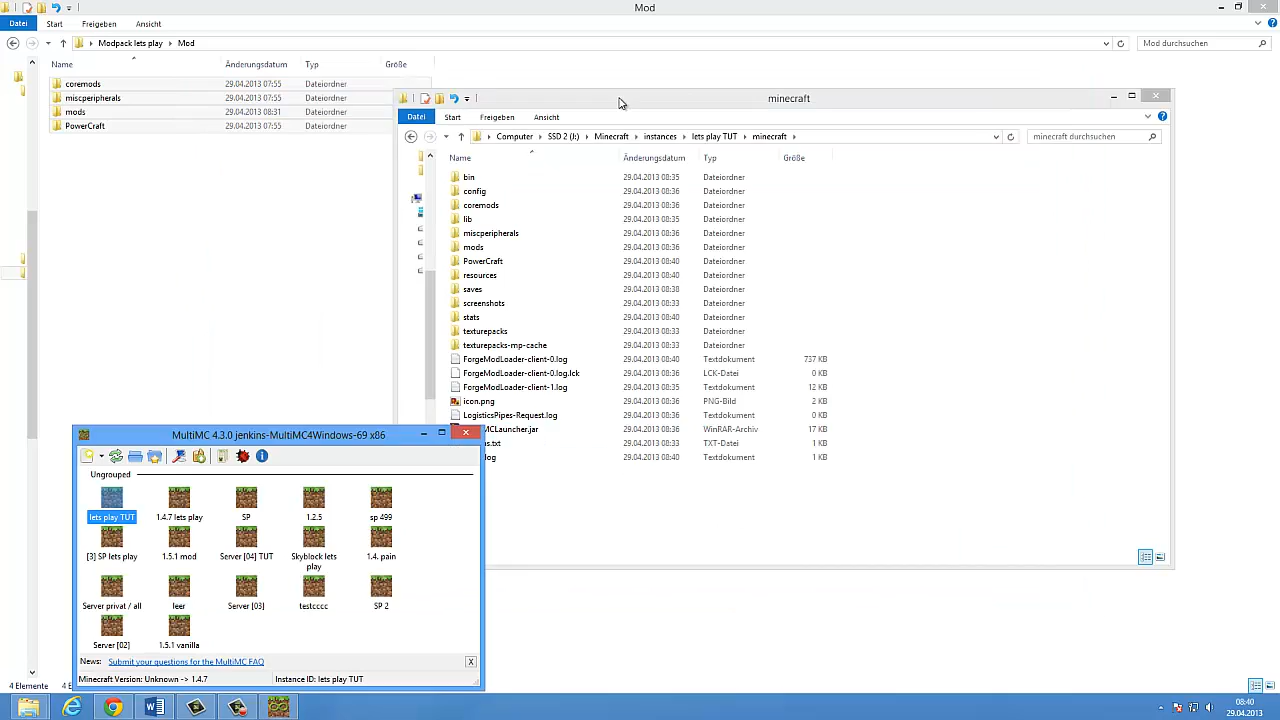 Mod
Datei Start Freigeben Ansicht
Modpack lets play Mod Mod durchsuchen
Name Änderungsdatum Typ Größe
coremods 29.04.2013 07:55 Dateiordner
miscperipherals 29.04.2013 07:55 Dateiordner
mods 29.04.2013 08:31 Dateiordner
PowerCraft 29.04.2013 07:55 Dateiordner
4 Elemente
minecraft
Datei Start Freigeben Ansicht
Computer SSD 2 (J:) Minecraft instances lets play TUT minecraft minecraft durchsuchen
Name Änderungsdatum Typ Größe
bin 29.04.2013 08:35 Dateiordner
config 29.04.2013 08:36 Dateiordner
coremods 29.04.2013 08:36 Dateiordner
lib 29.04.2013 08:35 Dateiordner
miscperipherals 29.04.2013 08:36 Dateiordner
mods 29.04.2013 08:36 Dateiordner
PowerCraft 29.04.2013 08:40 Dateiordner
resources 29.04.2013 08:36 Dateiordner
saves 29.04.2013 08:38 Dateiordner
screenshots 29.04.2013 08:33 Dateiordner
stats 29.04.2013 08:40 Dateiordner
texturepacks 29.04.2013 08:33 Dateiordner
texturepacks-mp-cache 29.04.2013 08:33 Dateiordner
ForgeModLoader-client-0.log 29.04.2013 08:40 Textdokument 737 KB
ForgeModLoader-client-0.log.lck 29.04.2013 08:36 LCK-Datei 0 KB
ForgeModLoader-client-1.log 29.04.2013 08:35 Textdokument 12 KB
icon.png 29.04.2013 08:36 PNG-Bild 2 KB
LogisticsPipes-Request.log 29.04.2013 08:36 Textdokument 0 KB
MCLauncher.jar 29.04.2013 08:36 WinRAR-Archiv 17 KB
s.txt 29.04.2013 08:40 TXT-Datei 1 KB
log 29.04.2013 08:40 Textdokument 1 KB
MultiMC 4.3.0 jenkins-MultiMC4Windows-69 x86
Ungrouped
lets play TUT 1.4.7 lets play SP 1.2.5 sp 499
[3] SP lets play 1.5.1 mod Server [04] TUT Skyblock lets play 1.4. pain
Server privat / all leer Server [03] testcccc SP 2
Server [02] 1.5.1 vanilla
News: Submit your questions for the MultiMC FAQ X
Minecraft Version: Unknown -> 1.4.7 Instance ID: lets play TUT
08:40
29.04.2013